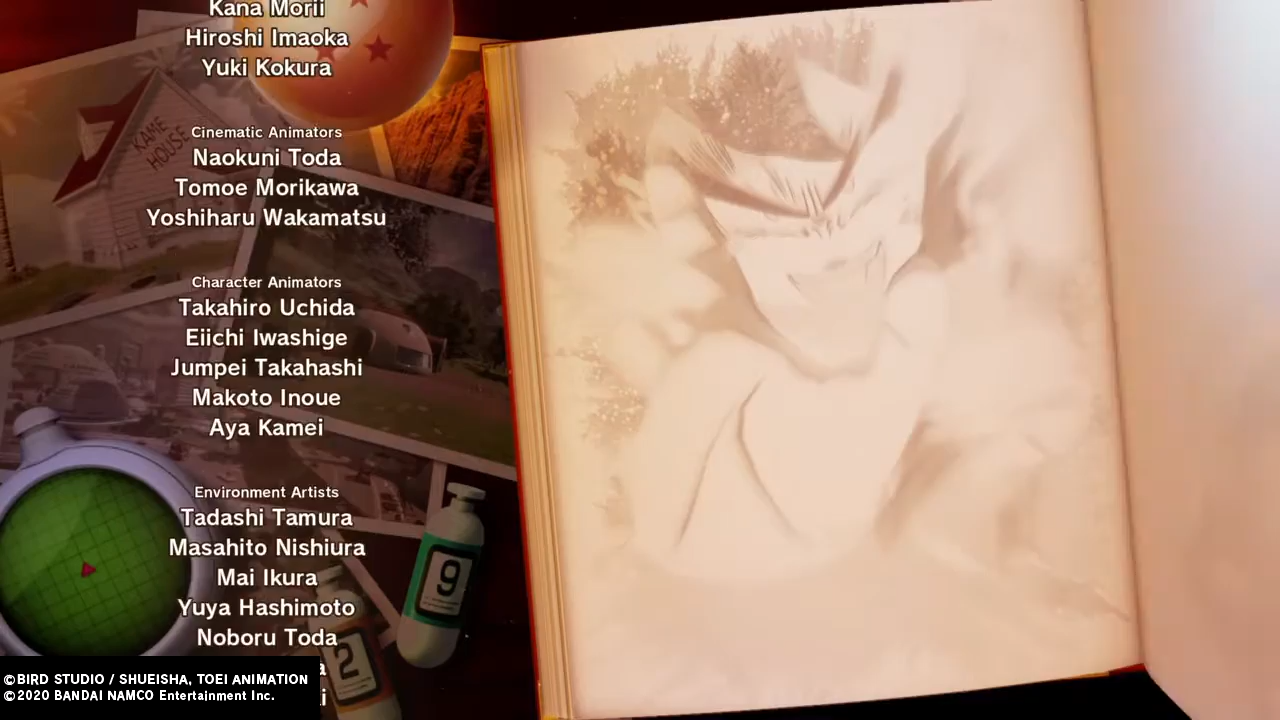 Kana Morii
Hiroshi Imaoka
Yuki Kokura
KAME
HOUSE
Cinematic Animators
Naokuni Toda
Tomoe Morikawa
Yoshiharu Wakamatsu
Character Animators
Takahiro Uchida
Eiichi Iwashige
Jumpei Takahashi
Makoto Inoue
Aya Kamei
Environment Artists
Tadashi Tamura
Masahito Nishiura
Mai Ikura
Yuya Hashimoto
Noboru Toda
9
2
©BIRD STUDIO / SHUEISHA, TOEI ANIMATION
©2020 BANDAI NAMCO Entertainment Inc.